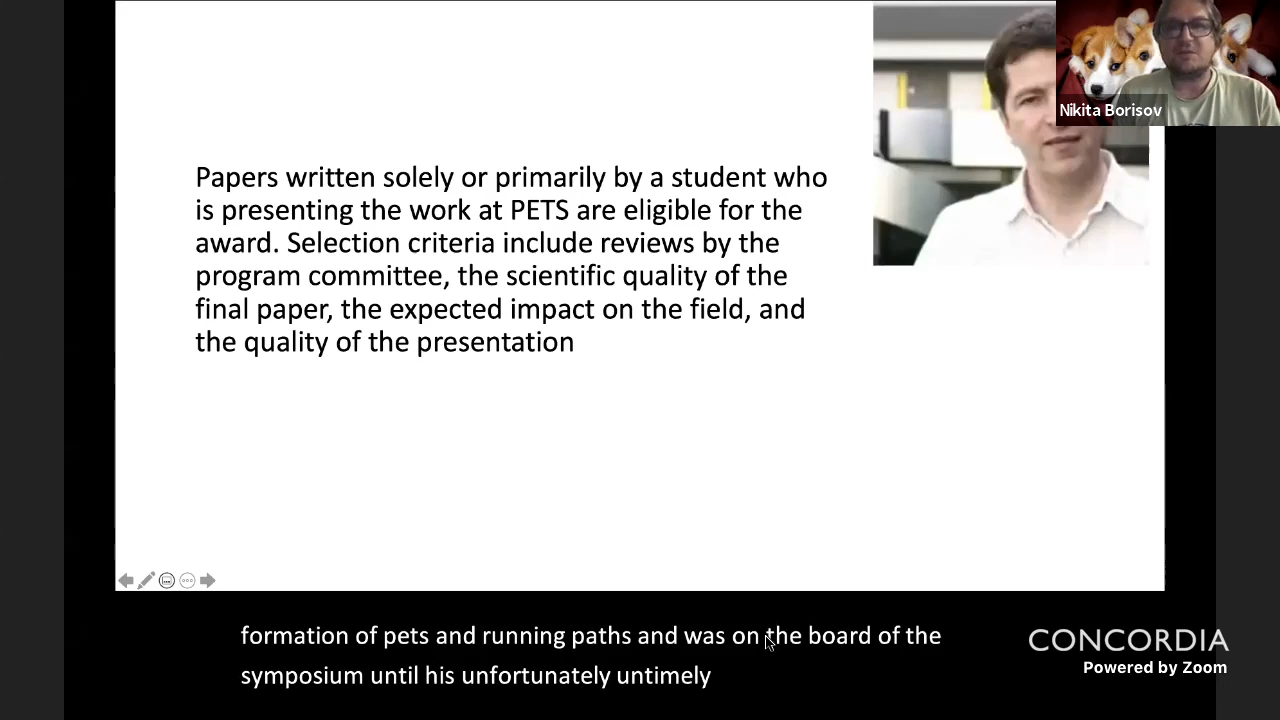 Nikita Borisov
Papers written solely or primarily by a student who
is presenting the work at PETS are eligible for the
award. Selection criteria include reviews by the
program committee, the scientific quality of the
final paper, the expected impact on the field, and
the quality of the presentation
formation of pets and running paths and was on the board of the
symposium until his unfortunately untimely
CONCORDIA
Powered by Zoom